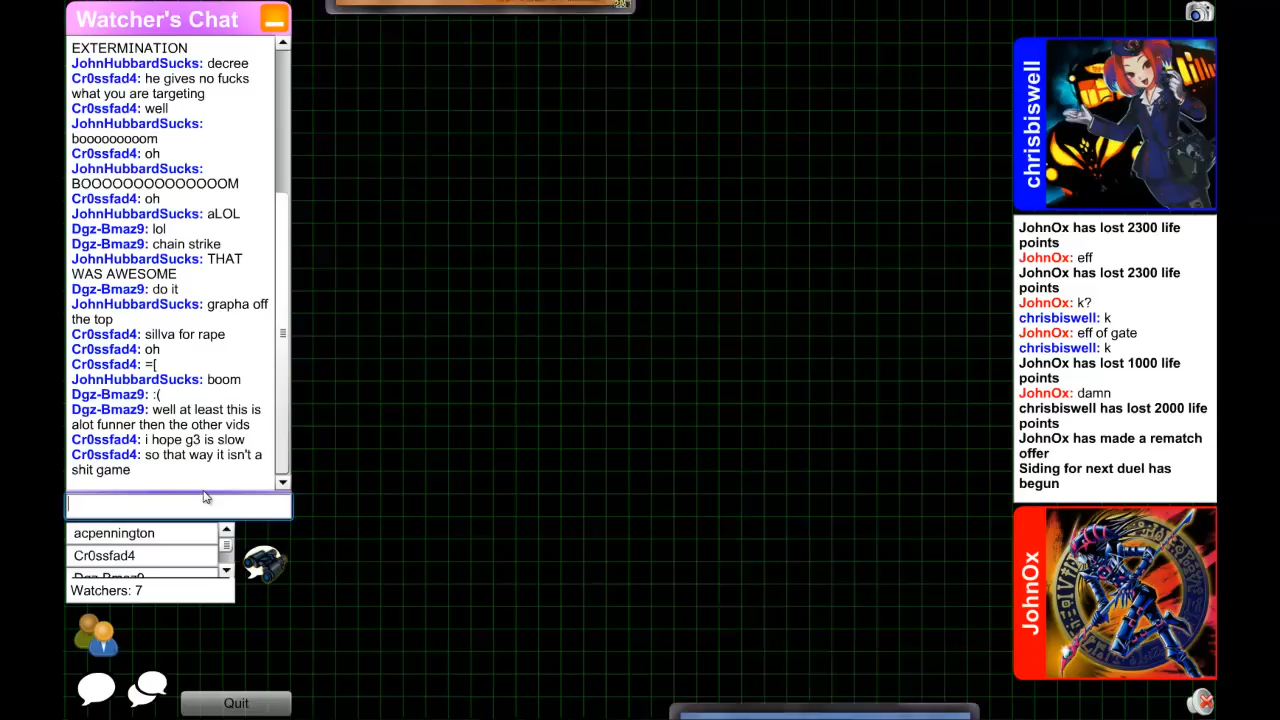 Watcher's Chat
EXTERMINATION
JohnHubbardSucks: decree
Cr0ssfad4: he gives no fucks
what you are targeting
Cr0ssfad4: well
JohnHubbardSucks:
booooooooom
Cr0ssfad4: oh
JohnHubbardSucks:
BOOOOOOOOOOOOOOM
Cr0ssfad4: oh
JohnHubbardSucks: aLOL
Dgz-Bmaz9: lol
Dgz-Bmaz9: chain strike
JohnHubbardSucks: THAT
WAS AWESOME
Dgz-Bmaz9: do it
JohnHubbardSucks: grapha off
the top
Cr0ssfad4: sillva for rape
Cr0ssfad4: oh
Cr0ssfad4: =[
JohnHubbardSucks: boom
Dgz-Bmaz9: :(
Dgz-Bmaz9: well at least this is
alot funner then the other vids
Cr0ssfad4: i hope g3 is slow
Cr0ssfad4: so that way it isn't a
shit game
acpennington
Cr0ssfad4
Dgz-Bmaz9
Watchers: 7
Quit
chrisbiswell
JohnOx has lost 2300 life
points
JohnOx: eff
JohnOx has lost 2300 life
points
JohnOx: k?
chrisbiswell: k
JohnOx: eff of gate
chrisbiswell: k
JohnOx has lost 1000 life
points
JohnOx: damn
chrisbiswell has lost 2000 life
points
JohnOx has made a rematch
offer
Siding for next duel has
begun
JohnOx